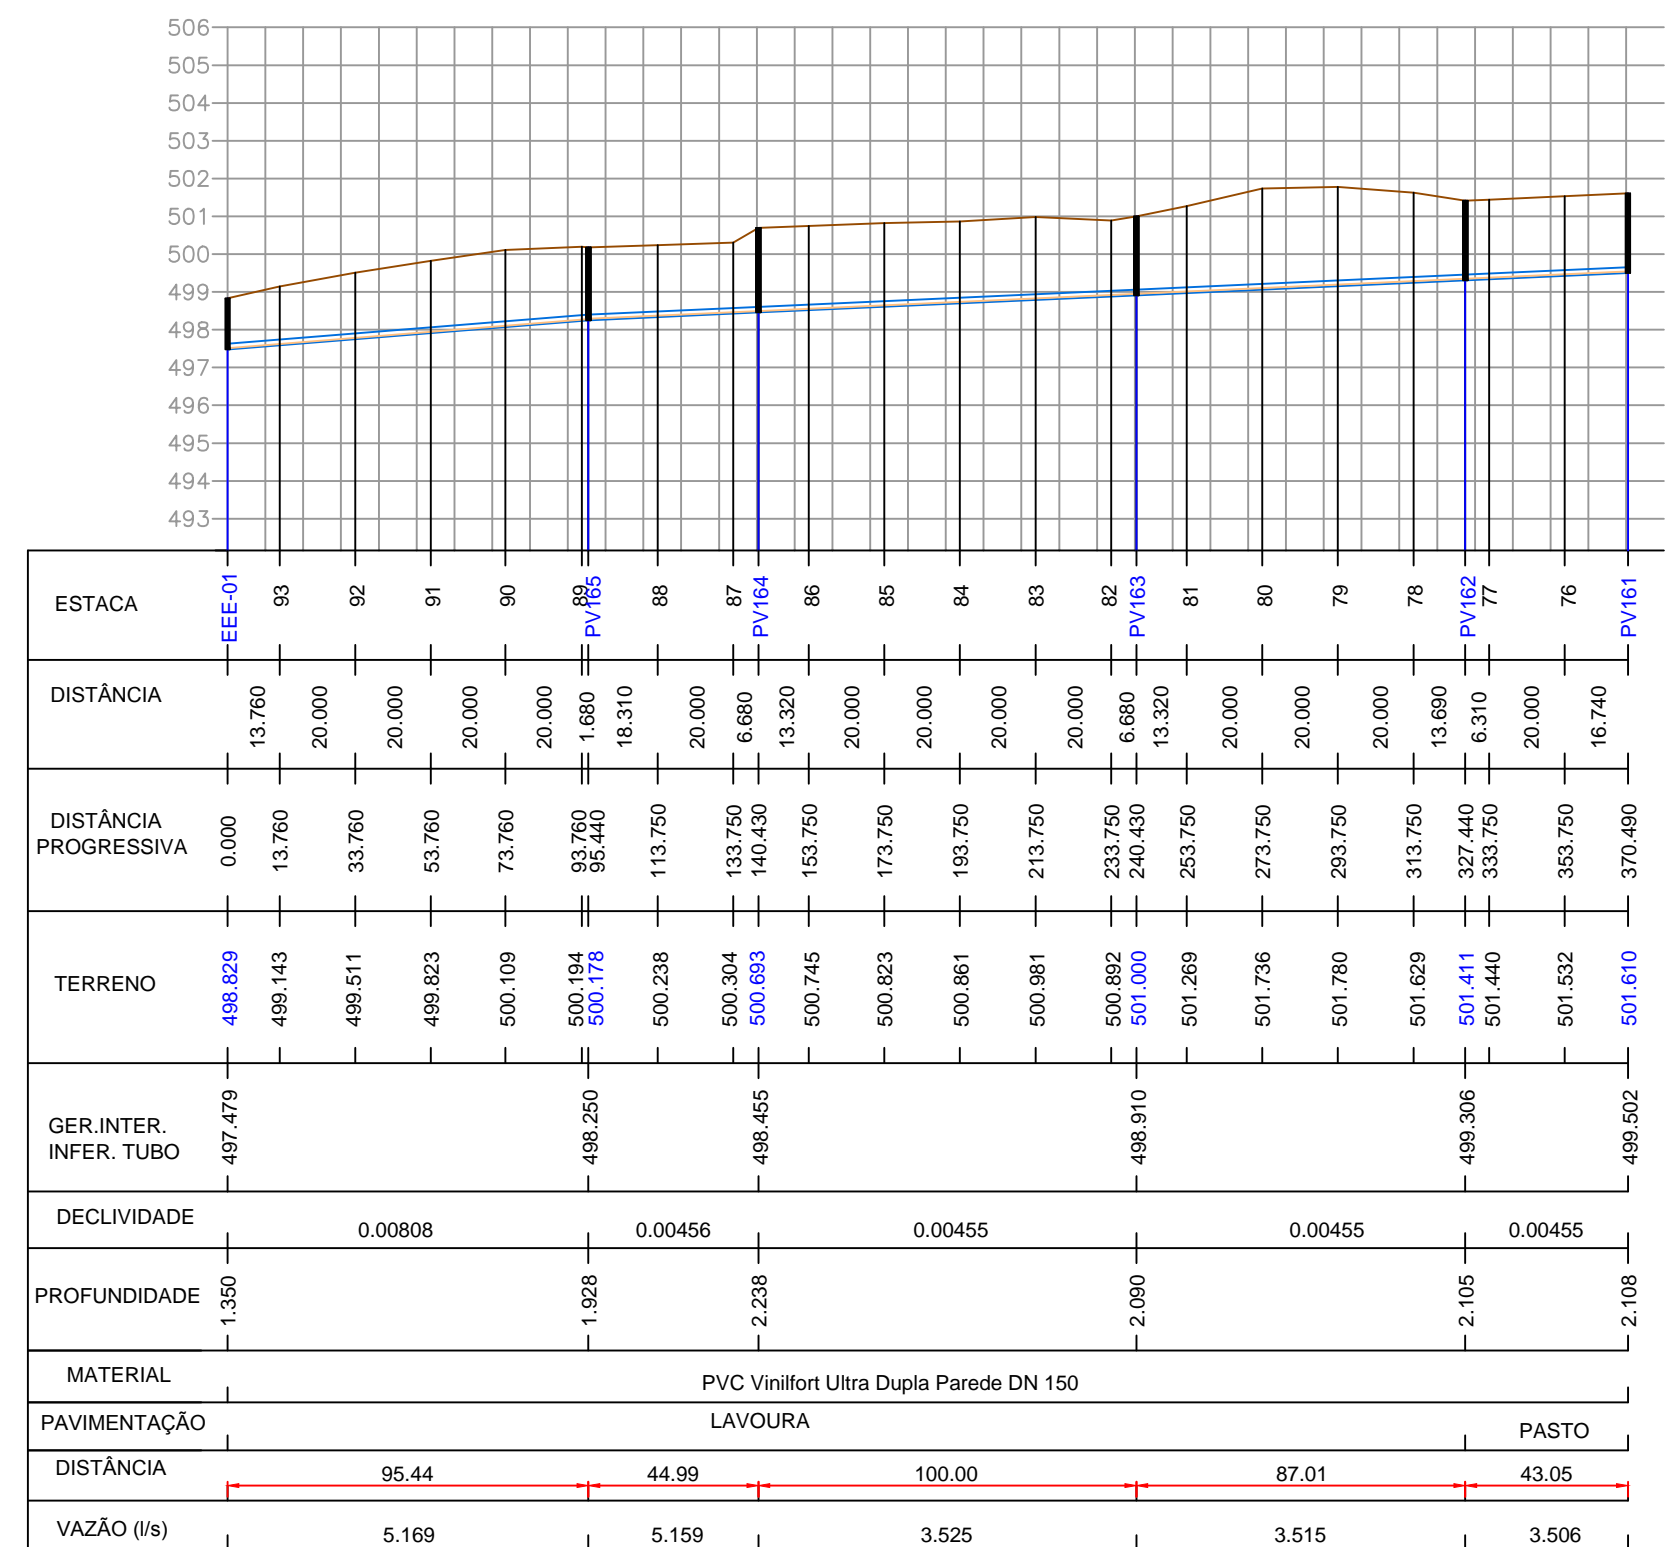 506
505
504
503
502
501
500
499
498
497
496
495
494
493
ESTACA EEE-01 93 92 91 90 89 PV165 88 87 PV164 86 85 84 83 82 PV163 81 80 79 78 PV162 77 76 PV161
DISTÂNCIA 13.760 20.000 20.000 20.000 20.000 1.680 18.310 20.000 6.680 13.320 20.000 20.000 20.000 20.000 6.680 13.320 20.000 20.000 20.000 13.690 6.310 20.000 16.740
DISTÂNCIA
PROGRESSIVA 0.000 13.760 33.760 53.760 73.760 93.760 95.440 113.750 133.750 140.430 153.750 173.750 193.750 213.750 233.750 240.430 253.750 273.750 293.750 313.750 327.440 333.750 353.750 370.490
TERRENO 498.829 499.143 499.511 499.823 500.109 500.194 500.178 500.238 500.304 500.693 500.745 500.823 500.861 500.981 500.892 501.000 501.269 501.736 501.780 501.629 501.411 501.440 501.532 501.610
GER.INTER.
INFER. TUBO 497.479 498.250 498.455 498.910 499.306 499.502
DECLIVIDADE 0.00808 0.00456 0.00455 0.00455 0.00455
PROFUNDIDADE 1.350 1.928 2.238 2.090 2.105 2.108
MATERIAL PVC Vinilfort Ultra Dupla Parede DN 150
PAVIMENTAÇÃO LAVOURA PASTO
DISTÂNCIA 95.44 44.99 100.00 87.01 43.05
VAZÃO (l/s) 5.169 5.159 3.525 3.515 3.506